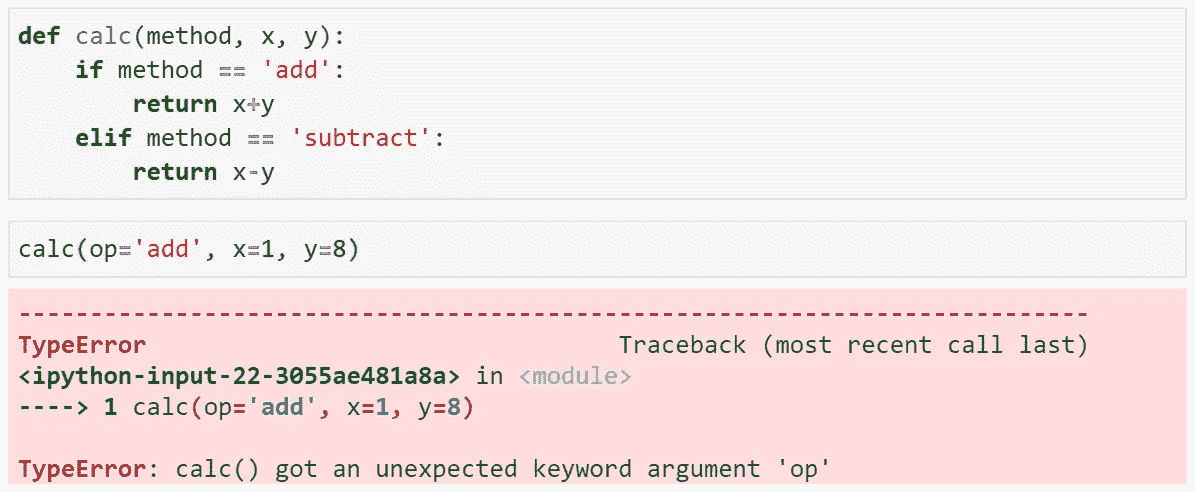 def calc(method, x, y):
    if method == 'add':
        return x+y
    elif method == 'subtract':
        return x-y
calc(op='add', x=1, y=8)
---------------------------------------------------------------------------
TypeError                                 Traceback (most recent call last)
<ipython-input-22-3055ae481a8a> in <module>
----> 1 calc(op='add', x=1, y=8)
TypeError: calc() got an unexpected keyword argument 'op'